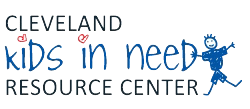 CLEVELAND
kids in need
RESOURCE CENTER